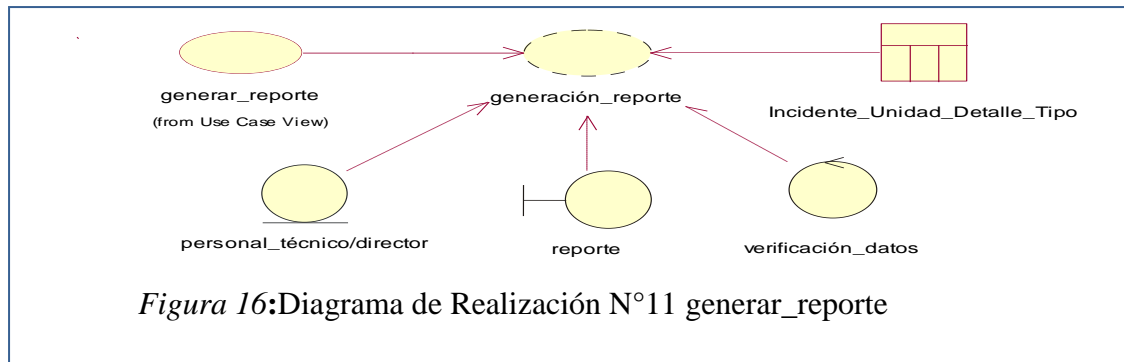 generar_reporte
(from Use Case View)
generación_reporte
Incidente_Unidad_Detalle_Tipo
personal_técnico/director
reporte
verificación_datos
Figura 16:Diagrama de Realización N°11 generar_reporte